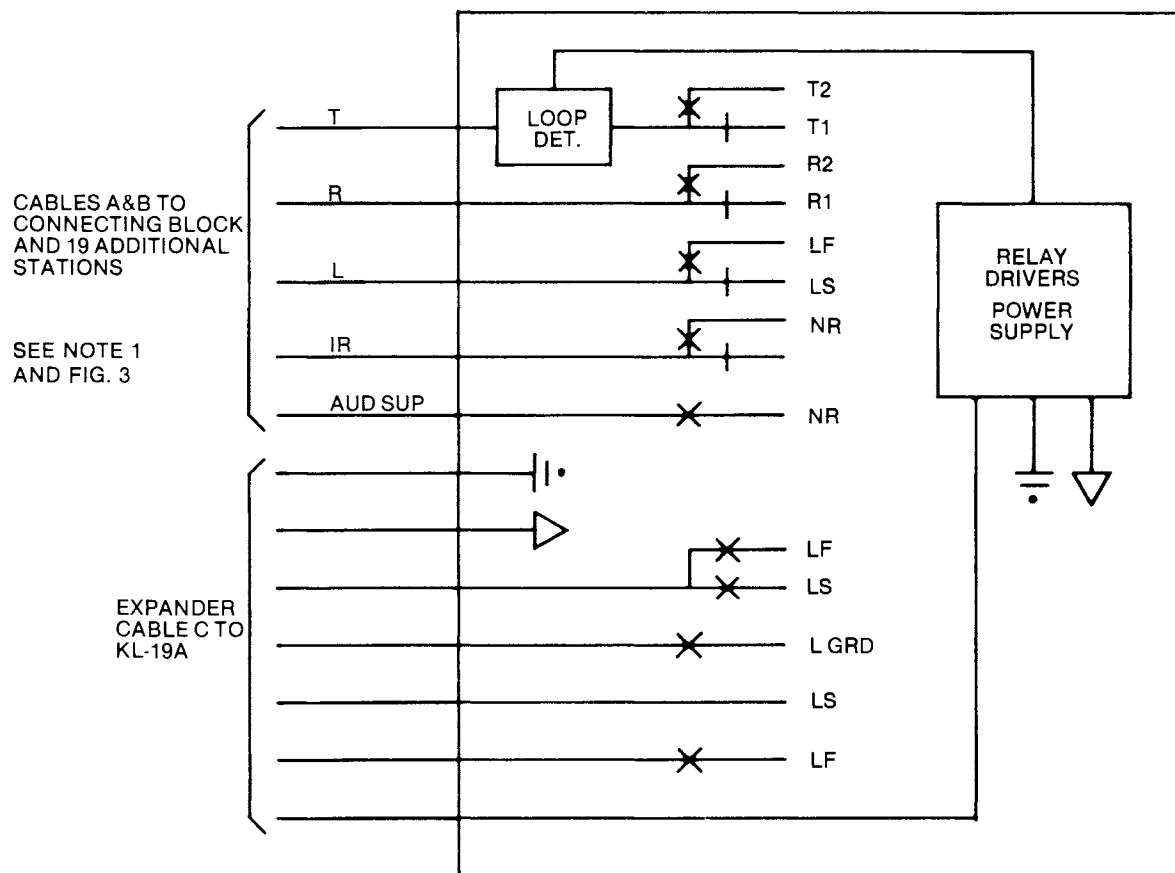 T
LOOP
DET.
T2
T1
CABLES A&B TO
CONNECTING BLOCK
AND 19 ADDITIONAL
STATIONS
R
R2
R1
L
LF
LS
SEE NOTE 1
AND FIG. 3
IR
NR
AUD SUP
NR
RELAY
DRIVERS
POWER
SUPPLY
EXPANDER
CABLE C TO
KL-19A
LF
LS
L GRD
LS
LF